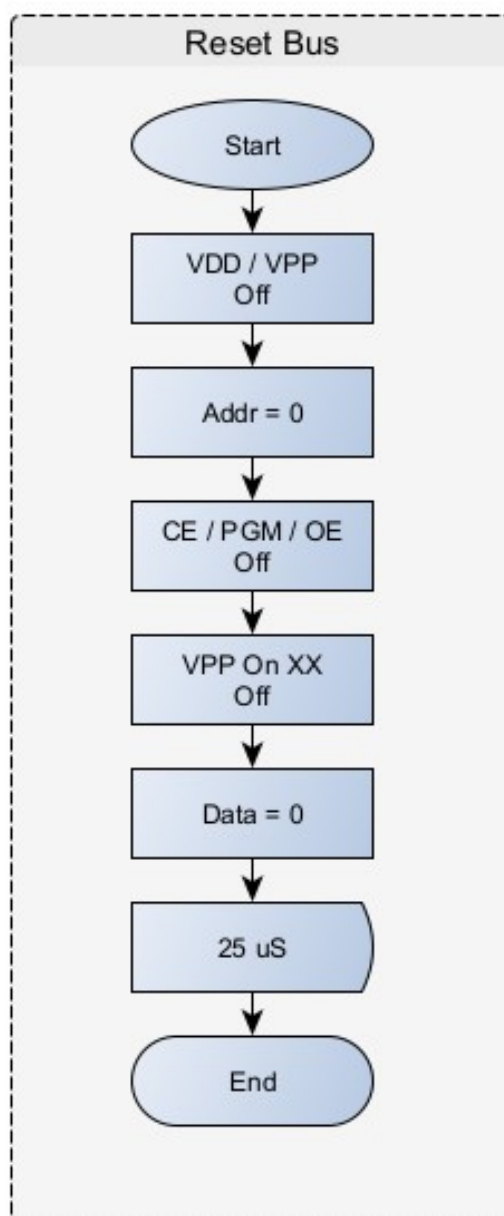 Reset Bus
Start
VDD / VPP
Off
Addr = 0
CE / PGM / OE
Off
VPP On XX
Off
Data = 0
25 uS
End